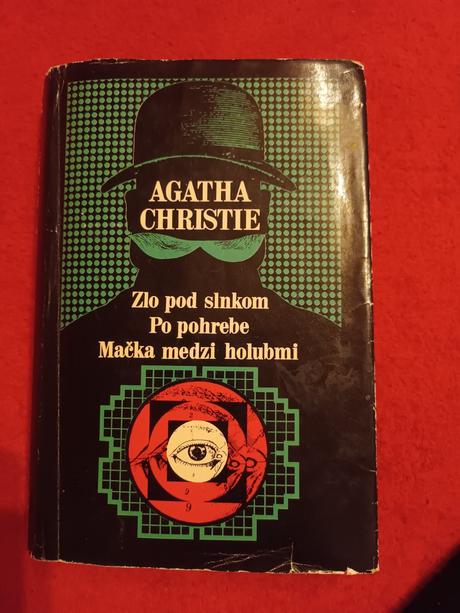 AGATHA
CHRISTIE
Zlo pod slnkom
Po pohrebe
Mačka medzi holubmi